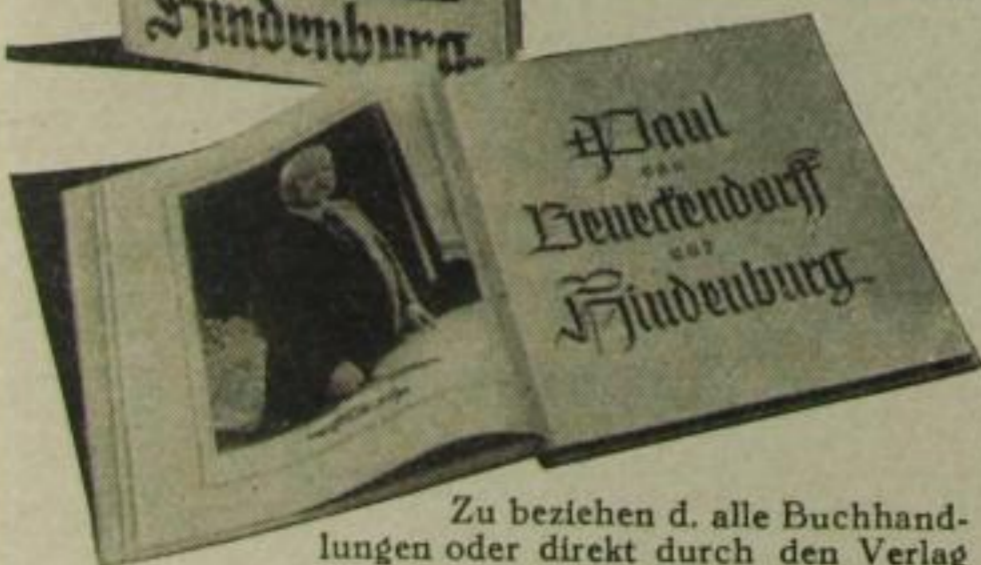 Hindenburg
Paul
von
Beneckendorff
und
Hindenburg
Zu beziehen d. alle Buchhand-
lungen oder direkt durch den Verlag